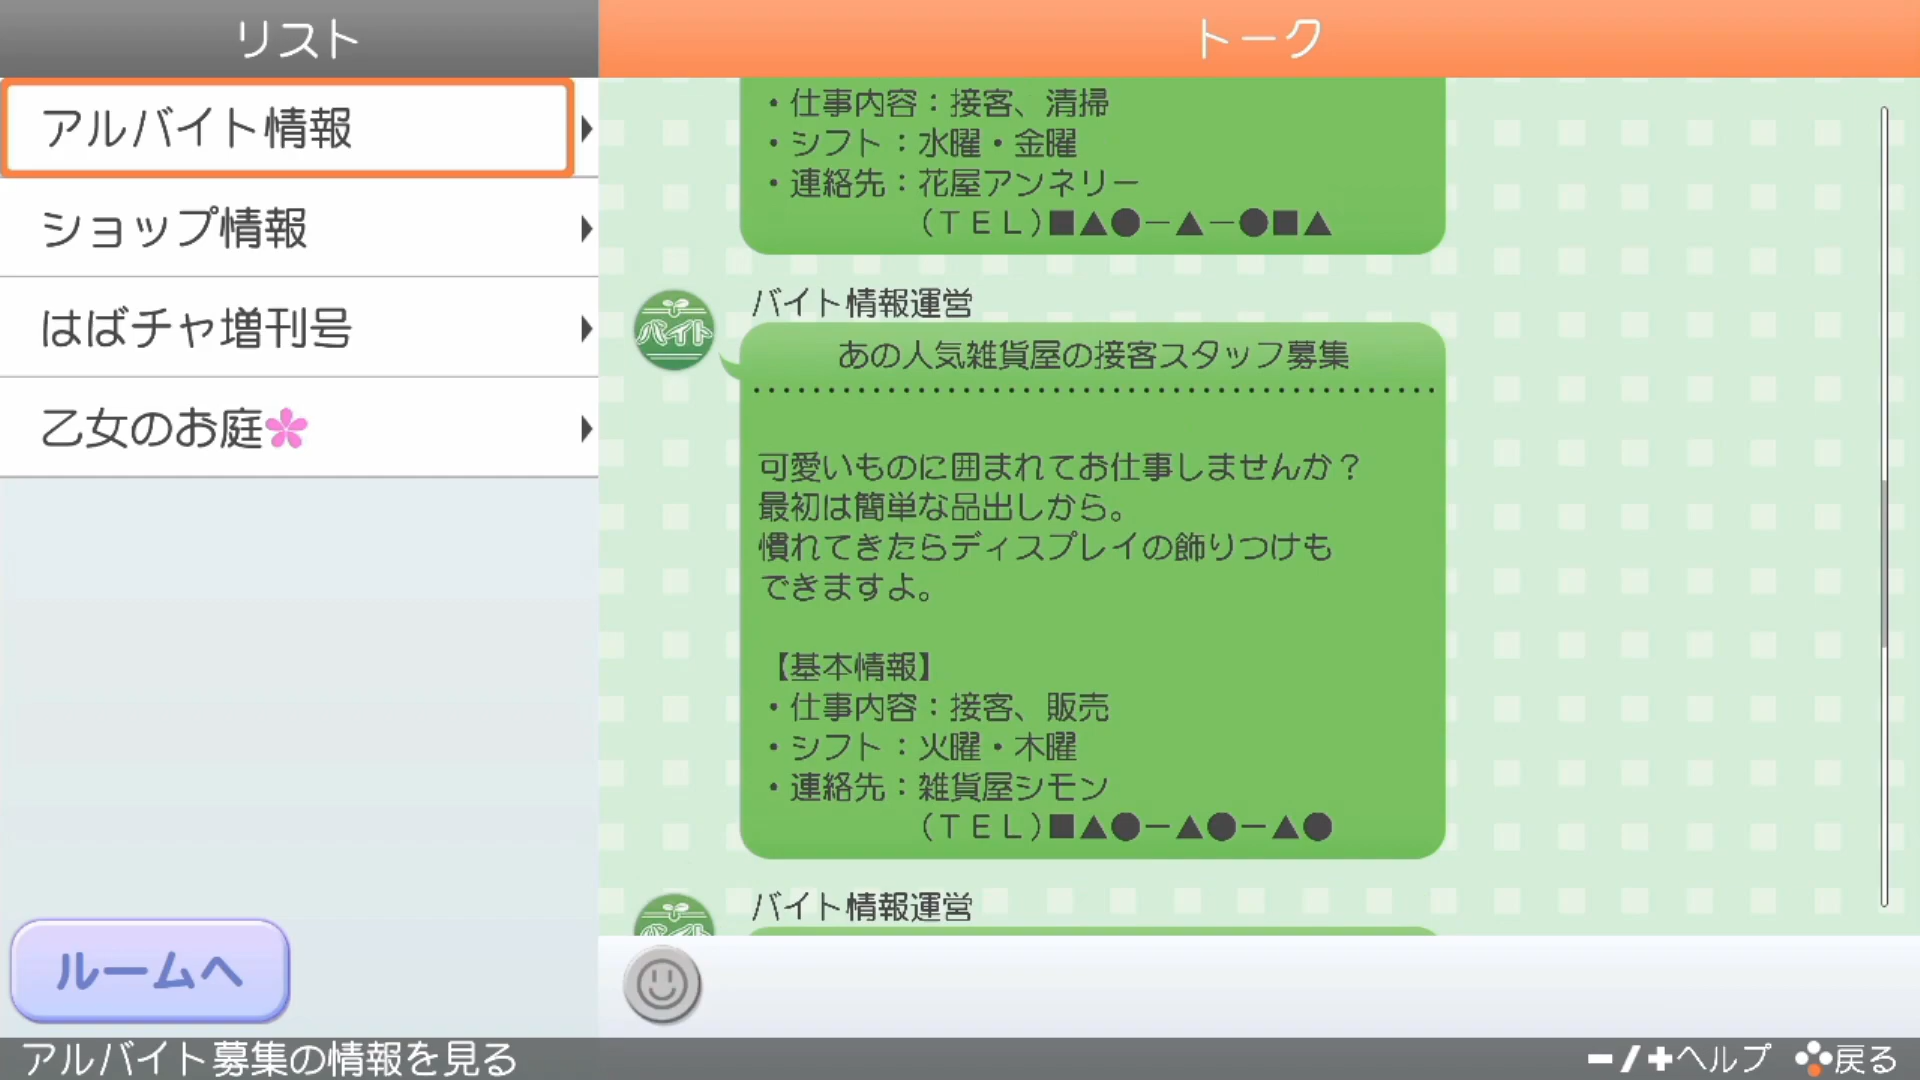 リスト
アルバイト情報
ショップ情報
はばチャ増刊号
乙女のお庭
ルームへ
トーク
・仕事内容：接客、清掃
・シフト：水曜・金曜
・連絡先：花屋アンネリー
（ＴＥＬ）■▲●－▲－●■▲
バイト
バイト情報運営
あの人気雑貨屋の接客スタッフ募集
可愛いものに囲まれてお仕事しませんか？
最初は簡単な品出しから。
慣れてきたらディスプレイの飾りつけも
できますよ。
【基本情報】
・仕事内容：接客、販売
・シフト：火曜・木曜
・連絡先：雑貨屋シモン
（ＴＥＬ）■▲●－▲●－▲●
バイト情報運営
バイト
アルバイト募集の情報を見る
－/＋ヘルプ 戻る